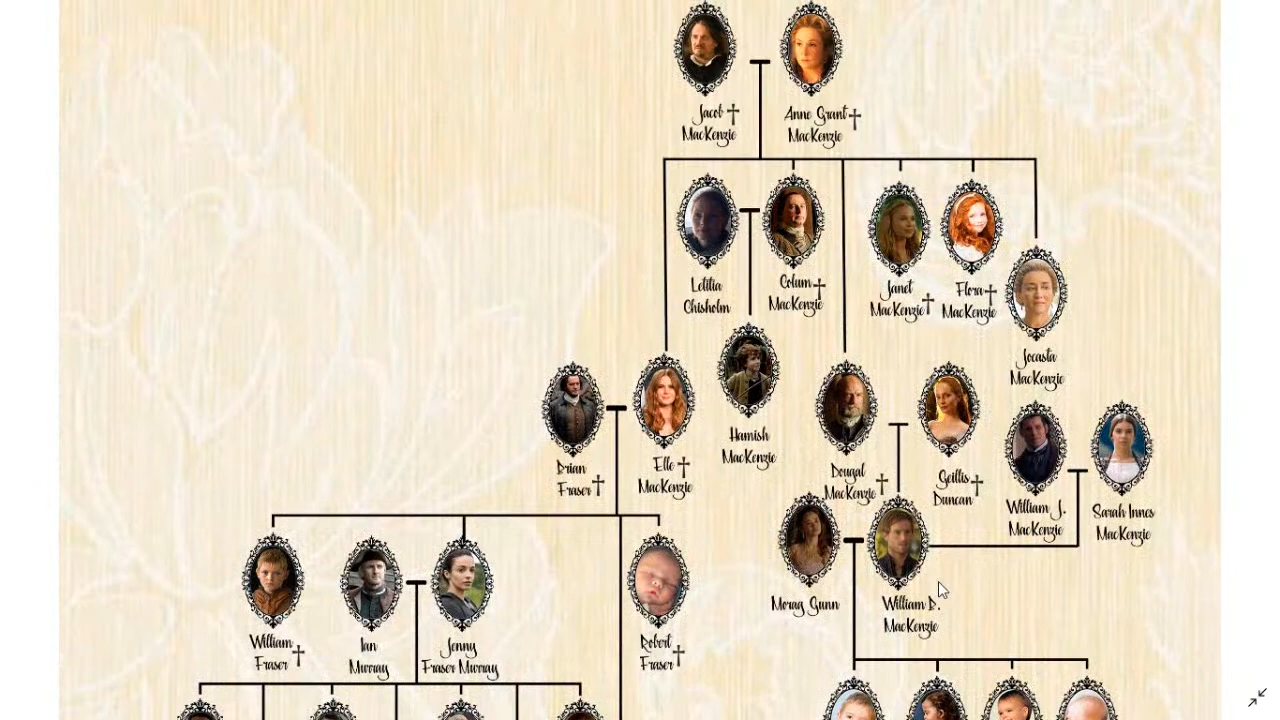 Jacob †
MacKenzie
Anne Grant †
MacKenzie
Letitia
Chisholm
Colum †
MacKenzie
Janet
MacKenzie †
Flora †
MacKenzie
Jocasta
MacKenzie
Hamish
MacKenzie
Brian
Fraser †
Elle †
MacKenzie
Dougal
MacKenzie †
Geillis
Duncan †
William J.
MacKenzie
Sarah Innes
MacKenzie
Morag Gunn
William B.
MacKenzie
William
Fraser †
Ian
Murray
Jenny
Fraser Murray
Robert
Fraser †